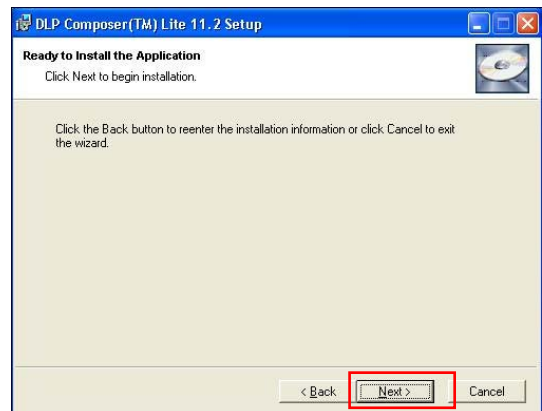 DLP Composer(TM) Lite 11.2 Setup
Ready to Install the Application
Click Next to begin installation.
Click the Back button to reenter the installation information or click Cancel to exit
the wizard.
< Back
Next >
Cancel